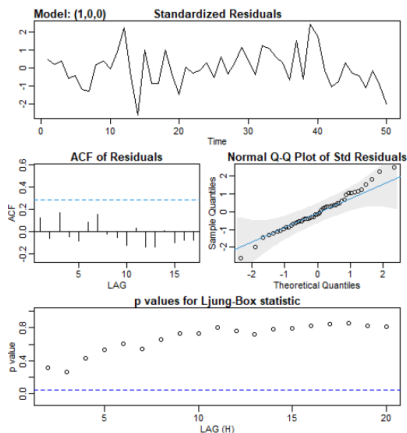 Model: (1,0,0) Standardized Residuals
2
1
0
-1
-2
0 10 20 30 40 50
Time
ACF of Residuals
0.6
0.4
0.2
0.0
-0.2
ACF
5 10 15
LAG
Normal Q-Q Plot of Std Residuals
2
1
0
-1
-2
Sample Quantiles
-2 -1 0 1 2
Theoretical Quantiles
p values for Ljung-Box statistic
0.8
0.4
0.0
p value
5 10 15 20
LAG (H)